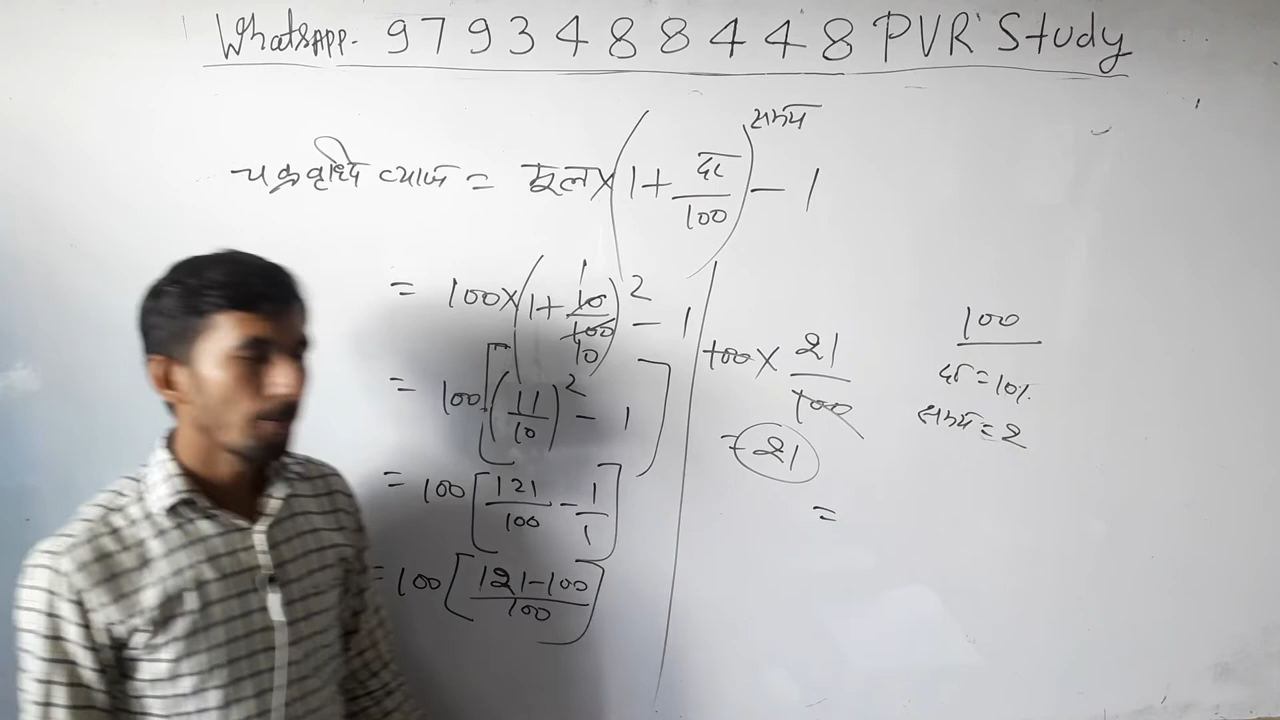 WhatsApp- 9793488448 PVR Study
चक्रवृध्दि ब्याज = मूल × (1 + दर/100)^समय - 1
= 100 × (1 + 10/100)^2 - 1
1
10
= 100 [(11/10)^2 - 1]
= 100 [121/100 - 1/1]
= 100 [121-100/100]
100 × 21/100
= 21
=
100
दर = 10%
समय = 2